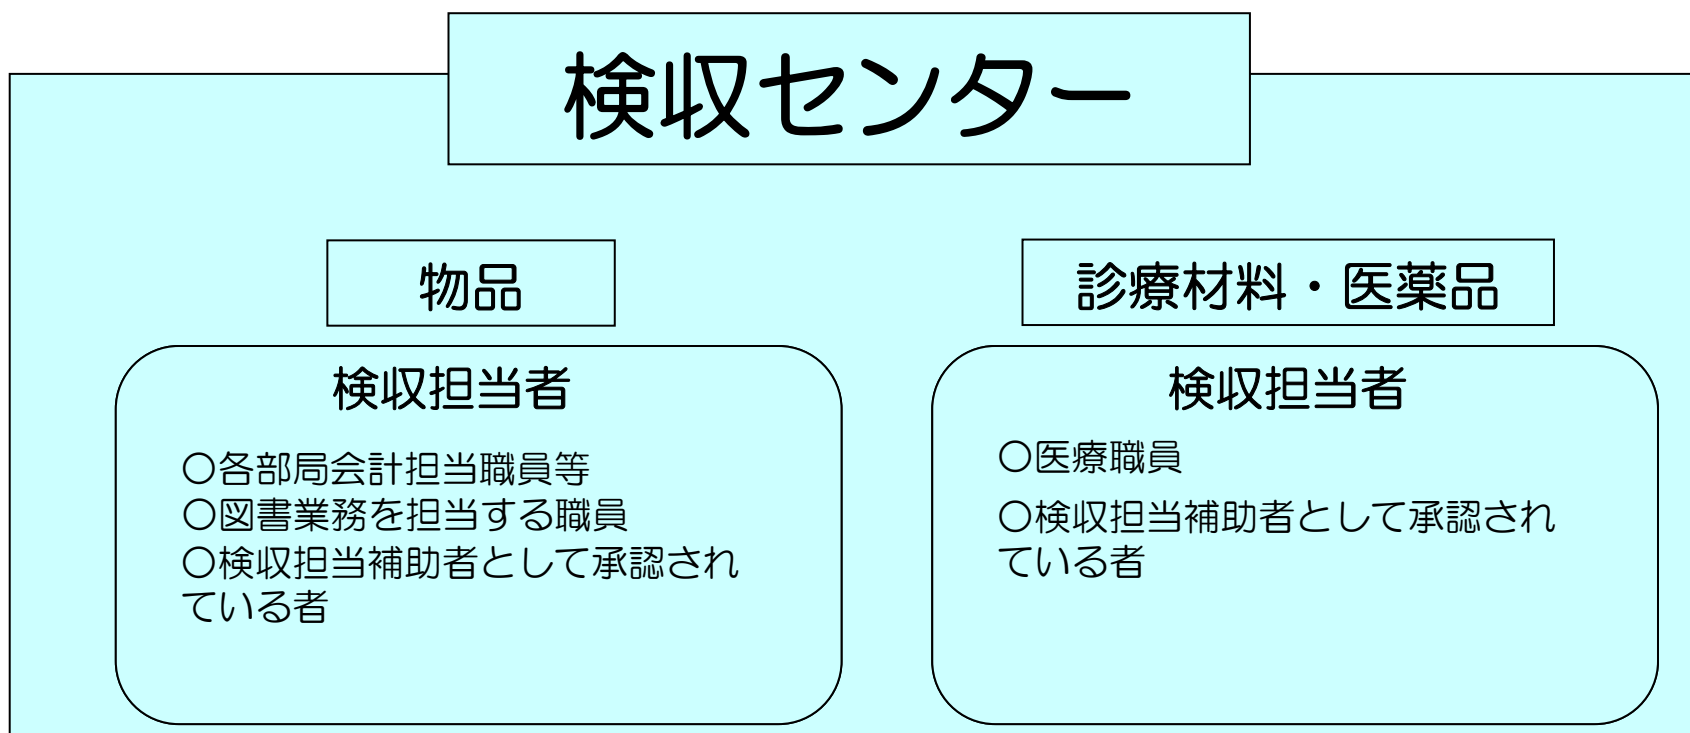 検収センター
物品
検収担当者
○各部局会計担当職員等
○図書業務を担当する職員
○検収担当補助者として承認され
ている者
診療材料・医薬品
検収担当者
○医療職員
○検収担当補助者として承認され
ている者